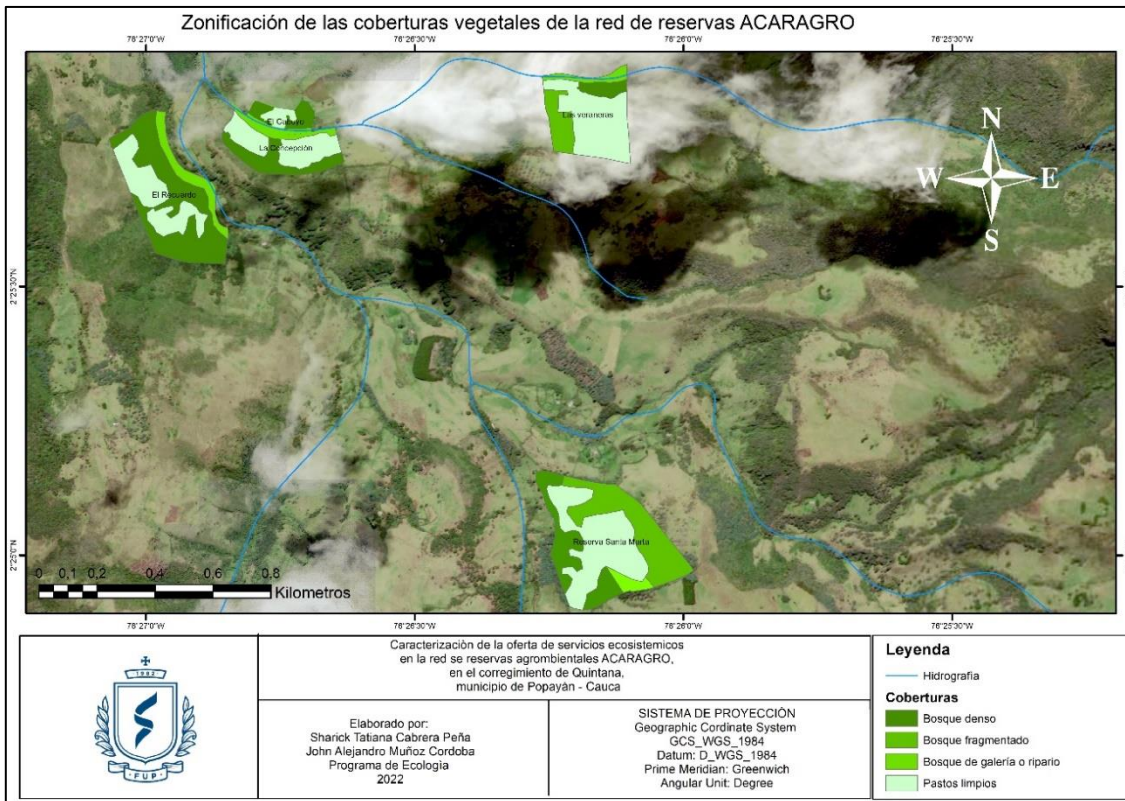 Zonificación de las coberturas vegetales de la red de reservas ACARAGRO
76°27'0"W 76°26'30"W 76°26'0"W 76°25'30"W
El Cabuyo
La Concepción
Las veraneras
El Recuerdo
N
W E
S
2°25'30"N
Reserva Santa Marta
2°25'0"N
0 0,1 0,2 0,4 0,6 0,8
Kilometros
76°27'0"W 76°26'30"W 76°26'0"W 76°25'30"W
1982
FUP
Caracterización de la oferta de servicios ecosistemicos
en la red se reservas agrombientales ACARAGRO,
en el corregimiento de Quintana,
municipio de Popayàn - Cauca
Elaborado por:
Sharick Tatiana Cabrera Peña
John Alejandro Muñoz Cordoba
Programa de Ecologìa
2022
SISTEMA DE PROYECCIÓN
Geographic Cordinate System
GCS_WGS_1984
Datum: D_WGS_1984
Prime Meridian: Greenwich
Angular Unit: Degree
Leyenda
Hidrografia
Coberturas
Bosque denso
Bosque fragmentado
Bosque de galería o ripario
Pastos limpios